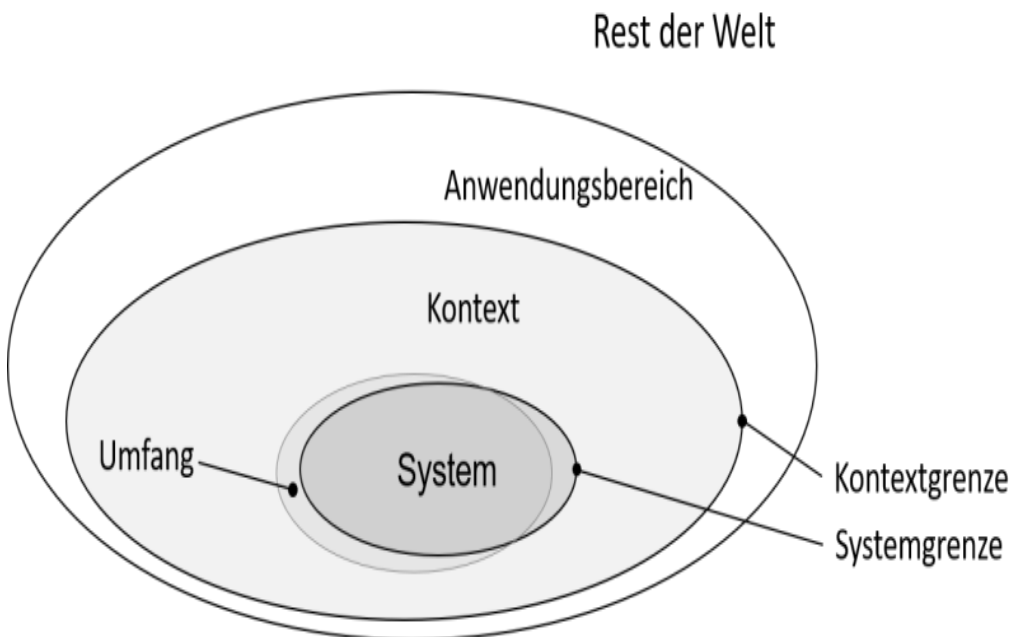 Rest der Welt
Anwendungsbereich
Kontext
Umfang
System
Kontextgrenze
Systemgrenze